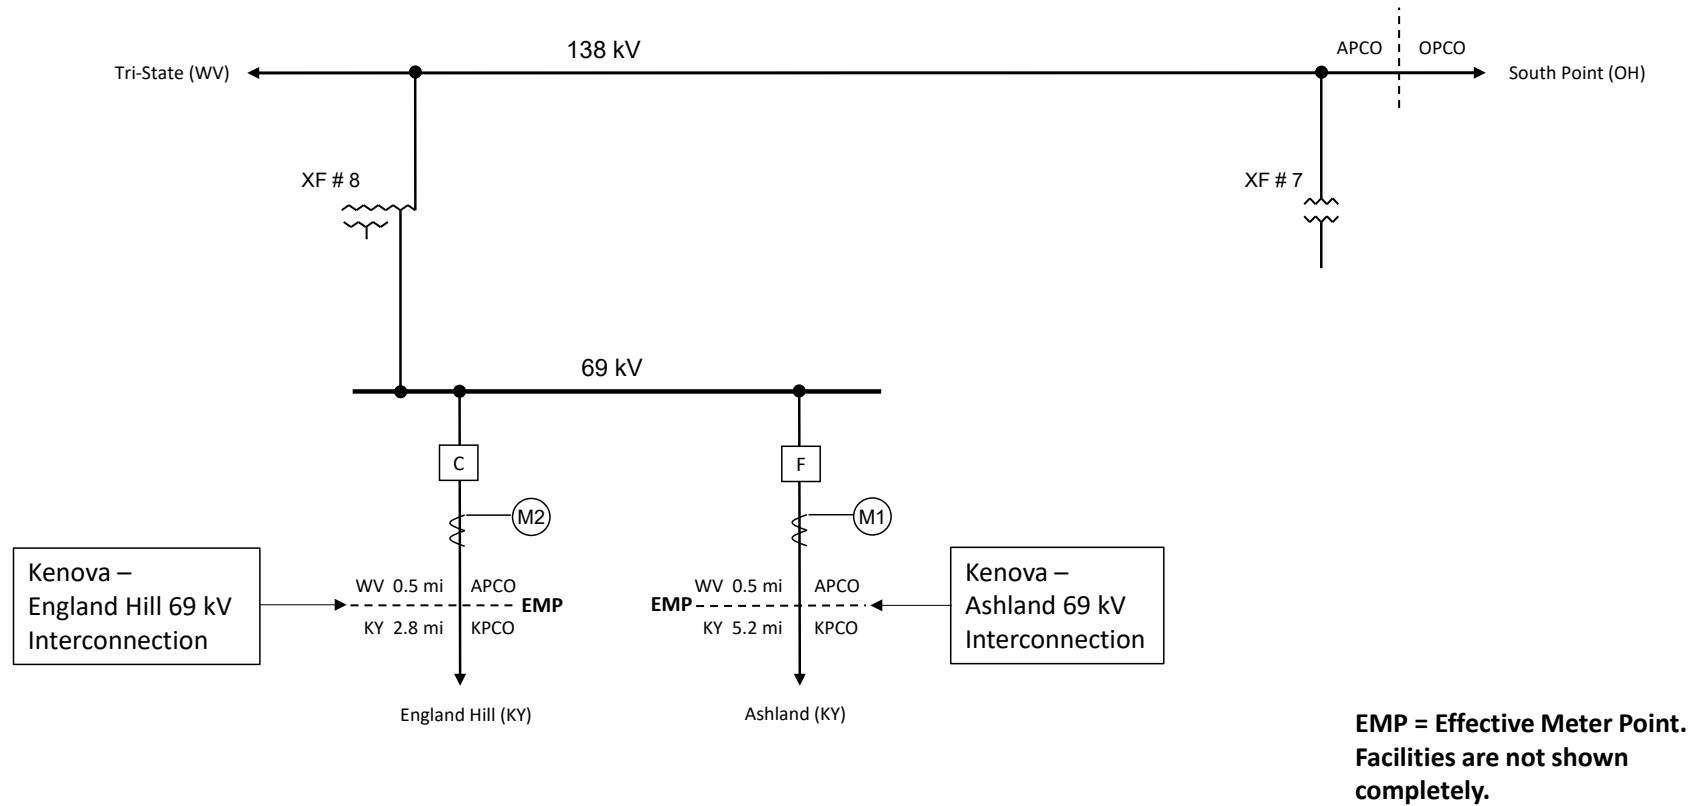 138 kV
APCO
OPCO
Tri-State (WV)
South Point (OH)
XF # 8
XF # 7
69 kV
C
F
M2
M1
Kenova –
England Hill 69 kV
Interconnection
WV 0.5 mi
APCO
EMP
KY 2.8 mi
KPCO
EMP
WV 0.5 mi
APCO
KY 5.2 mi
KPCO
Kenova –
Ashland 69 kV
Interconnection
England Hill (KY)
Ashland (KY)
EMP = Effective Meter Point.
Facilities are not shown
completely.